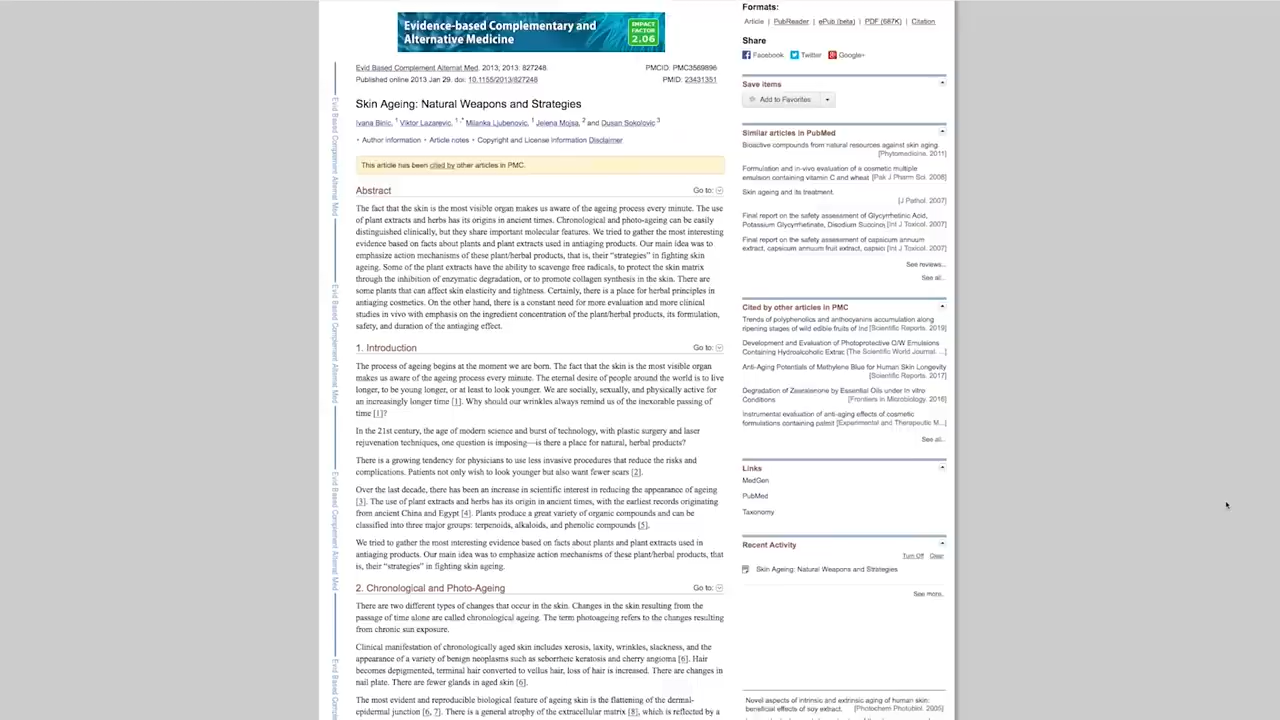 Evidence-based Complementary and
Alternative Medicine
IMPACT
FACTOR
2.06
Evid Based Complement Alternat Med. 2013; 2013: 827248.
PMCID: PMC3569896
Published online 2013 Jan 29. doi: 10.1155/2013/827248
PMID: 23431351
Skin Ageing: Natural Weapons and Strategies
Ivana Binic, 1 Viktor Lazarevic, 1 ,* Milanka Ljubenovic, 1 Jelena Mojsa, 2 and Dusan Sokolovic 3
• Author information • Article notes • Copyright and License information Disclaimer
This article has been cited by other articles in PMC.
Abstract
Go to:
The fact that the skin is the most visible organ makes us aware of the ageing process every minute. The use
of plant extracts and herbs has its origins in ancient times. Chronological and photo-ageing can be easily
distinguished clinically, but they share important molecular features. We tried to gather the most interesting
evidence based on facts about plants and plant extracts used in antiaging products. Our main idea was to
emphasize action mechanisms of these plant/herbal products, that is, their “strategies” in fighting skin
ageing. Some of the plant extracts have the ability to scavenge free radicals, to protect the skin matrix
through the inhibition of enzymatic degradation, or to promote collagen synthesis in the skin. There are
some plants that can affect skin elasticity and tightness. Certainly, there is a place for herbal principles in
antiaging cosmetics. On the other hand, there is a constant need for more evaluation and more clinical
studies in vivo with emphasis on the ingredient concentration of the plant/herbal products, its formulation,
safety, and duration of the antiaging effect.
1. Introduction
Go to:
The process of ageing begins at the moment we are born. The fact that the skin is the most visible organ
makes us aware of the ageing process every minute. The eternal desire of people around the world is to live
longer, to be young longer, or at least to look younger. We are socially, sexually, and physically active for
an increasingly longer time [1]. Why should our wrinkles always remind us of the inexorable passing of
time [1]?
In the 21st century, the age of modern science and burst of technology, with plastic surgery and laser
rejuvenation techniques, one question is imposing—is there a place for natural, herbal products?
There is a growing tendency for physicians to use less invasive procedures that reduce the risks and
complications. Patients not only wish to look younger but also want fewer scars [2].
Over the last decade, there has been an increase in scientific interest in reducing the appearance of ageing
[3]. The use of plant extracts and herbs has its origin in ancient times, with the earliest records originating
from ancient China and Egypt [4]. Plants produce a great variety of organic compounds and can be
classified into three major groups: terpenoids, alkaloids, and phenolic compounds [5].
We tried to gather the most interesting evidence based on facts about plants and plant extracts used in
antiaging products. Our main idea was to emphasize action mechanisms of these plant/herbal products, that
is, their “strategies” in fighting skin ageing.
2. Chronological and Photo-Ageing
Go to:
There are two different types of changes that occur in the skin. Changes in the skin resulting from the
passage of time alone are called chronological ageing. The term photoageing refers to the changes resulting
from chronic sun exposure.
Clinical manifestation of chronologically aged skin includes xerosis, laxity, wrinkles, slackness, and the
appearance of a variety of benign neoplasms such as seborrheic keratosis and cherry angioma [6]. Hair
becomes depigmented, terminal hair converted to vellus hair, loss of hair is increased. There are changes in
nail plate. There are fewer glands in aged skin [6].
The most evident and reproducible biological feature of ageing skin is the flattening of the dermal-
epidermal junction [6, 7]. There is a general atrophy of the extracellular matrix [8], which is reflected by a
Formats:
Article | PubReader | ePub (beta) | PDF (687K) | Citation
Share
Facebook Twitter Google+
Save items
Add to Favorites
Similar articles in PubMed
Bioactive compounds from natural resources against skin aging.
[Phytomedicine. 2011]
Formulation and in-vivo evaluation of a cosmetic multiple
emulsion containing vitamin C and wheat [Pak J Pharm Sci. 2008]
Skin ageing and its treatment.
[J Pathol. 2007]
Final report on the safety assessment of Glycyrrhetinic Acid,
Potassium Glycyrrhetinate, Disodium Succino [Int J Toxicol. 2007]
Final report on the safety assessment of capsicum annuum
extract, capsicum annuum fruit extract, capsici [Int J Toxicol. 2007]
See reviews...
See all...
Cited by other articles in PMC
Trends of polyphenolics and anthocyanins accumulation along
ripening stages of wild edible fruits of Ind [Scientific Reports. 2019]
Development and Evaluation of Photoprotective O/W Emulsions
Containing Hydroalcoholic Extrac [The Scientific World Journal. ...]
Anti-Aging Potentials of Methylene Blue for Human Skin Longevity
[Scientific Reports. 2017]
Degradation of Zearalenone by Essential Oils under In vitro
Conditions [Frontiers in Microbiology. 2016]
Instrumental evaluation of anti-aging effects of cosmetic
formulations containing palmit [Experimental and Therapeutic M...]
See all...
Links
MedGen
PubMed
Taxonomy
Recent Activity
Turn Off Clear
Skin Ageing: Natural Weapons and Strategies
See more...
Novel aspects of intrinsic and extrinsic aging of human skin:
beneficial effects of soy extract. [Photochem Photobiol. 2005]
Evid Based Complement Alternat Med
Evid Based Complement Alternat Med
Evid Based Complement Alternat Med